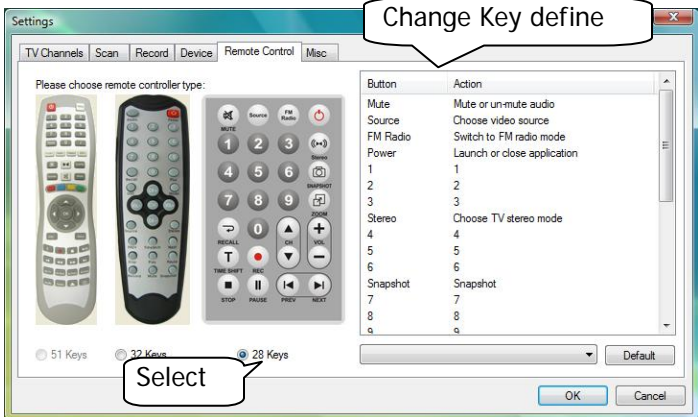 Settings
Change Key define
TV Channels Scan Record Device Remote Control Misc
Please choose remote controller type:
Source FM Radio
MUTE
1 2 3
Stereo
4 5 6
SNAPSHOT
7 8 9
ZOOM
0
RECALL CH VOL
T
TIME SHIFT REC
STOP PAUSE PREV NEXT
Button Action
Mute Mute or un-mute audio
Source Choose video source
FM Radio Switch to FM radio mode
Power Launch or close application
1 1
2 2
3 3
Stereo Choose TV stereo mode
4 4
5 5
6 6
Snapshot Snapshot
7 7
8 8
9 9
51 Keys 32 Keys 28 Keys
Default
Select
OK Cancel